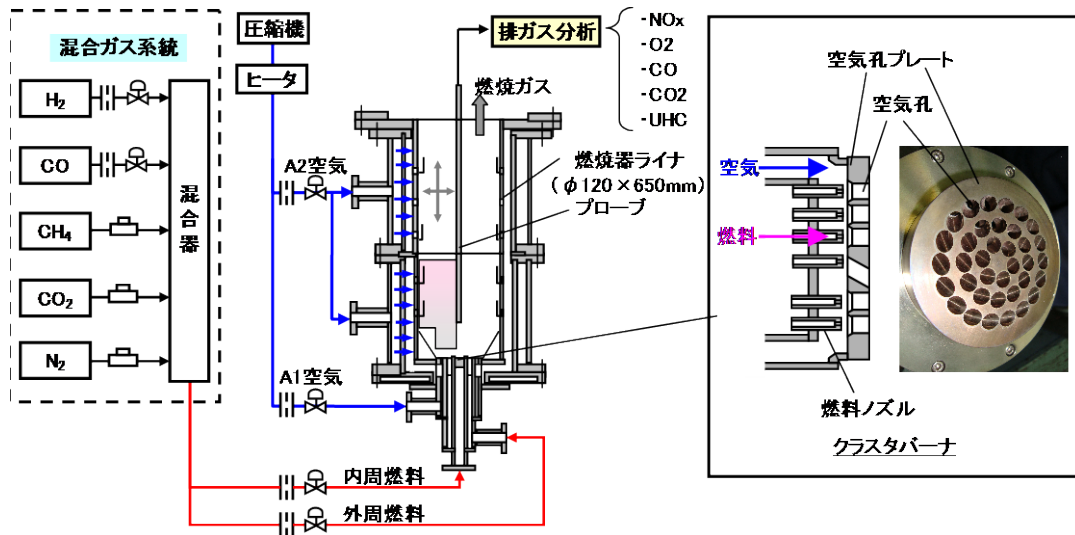 混合ガス系統
H2
CO
CH4
CO2
N2
混合器
圧縮機
ヒータ
A2空気
A1空気
内周燃料
外周燃料
排ガス分析
-NOx
-O2
-CO
-CO2
-UHC
燃焼ガス
燃焼器ライナ
(φ120×650mm)
プローブ
空気孔プレート
空気孔
空気
燃料
燃料ノズル
クラスタバーナ